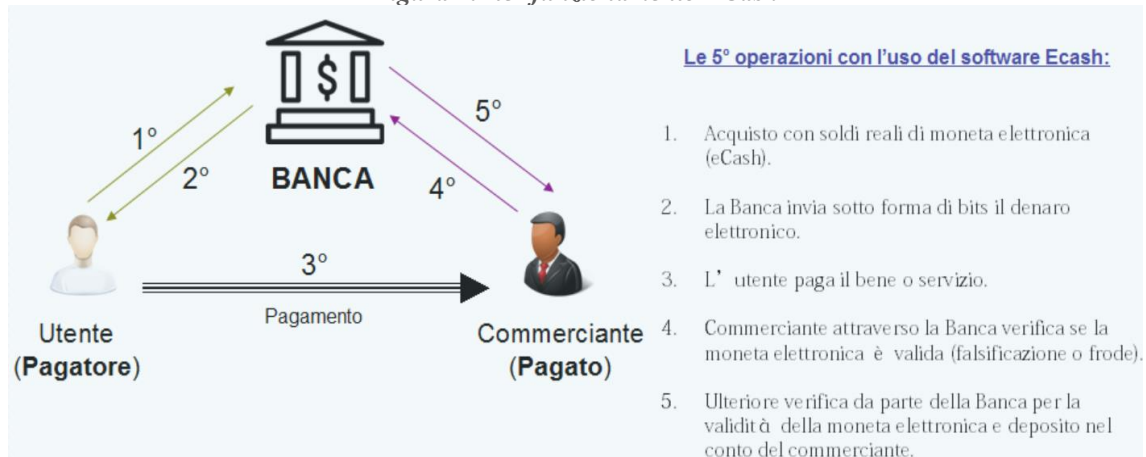 Le 5° operazioni con l'uso del software Ecash:
1°
2°
BANCA
5°
4°
3°
Pagamento
Utente
(Pagatore)
Commerciante
(Pagato)
1. Acquisto con soldi reali di moneta elettronica
(eCash).
2. La Banca invia sotto forma di bits il denaro
elettronico.
3. L' utente paga il bene o servizio.
4. Commerciante attraverso la Banca verifica se la
moneta elettronica è valida (falsificazione o frode).
5. Ulteriore verifica da parte della Banca per la
validità della moneta elettronica e deposito nel
conto del commerciante.